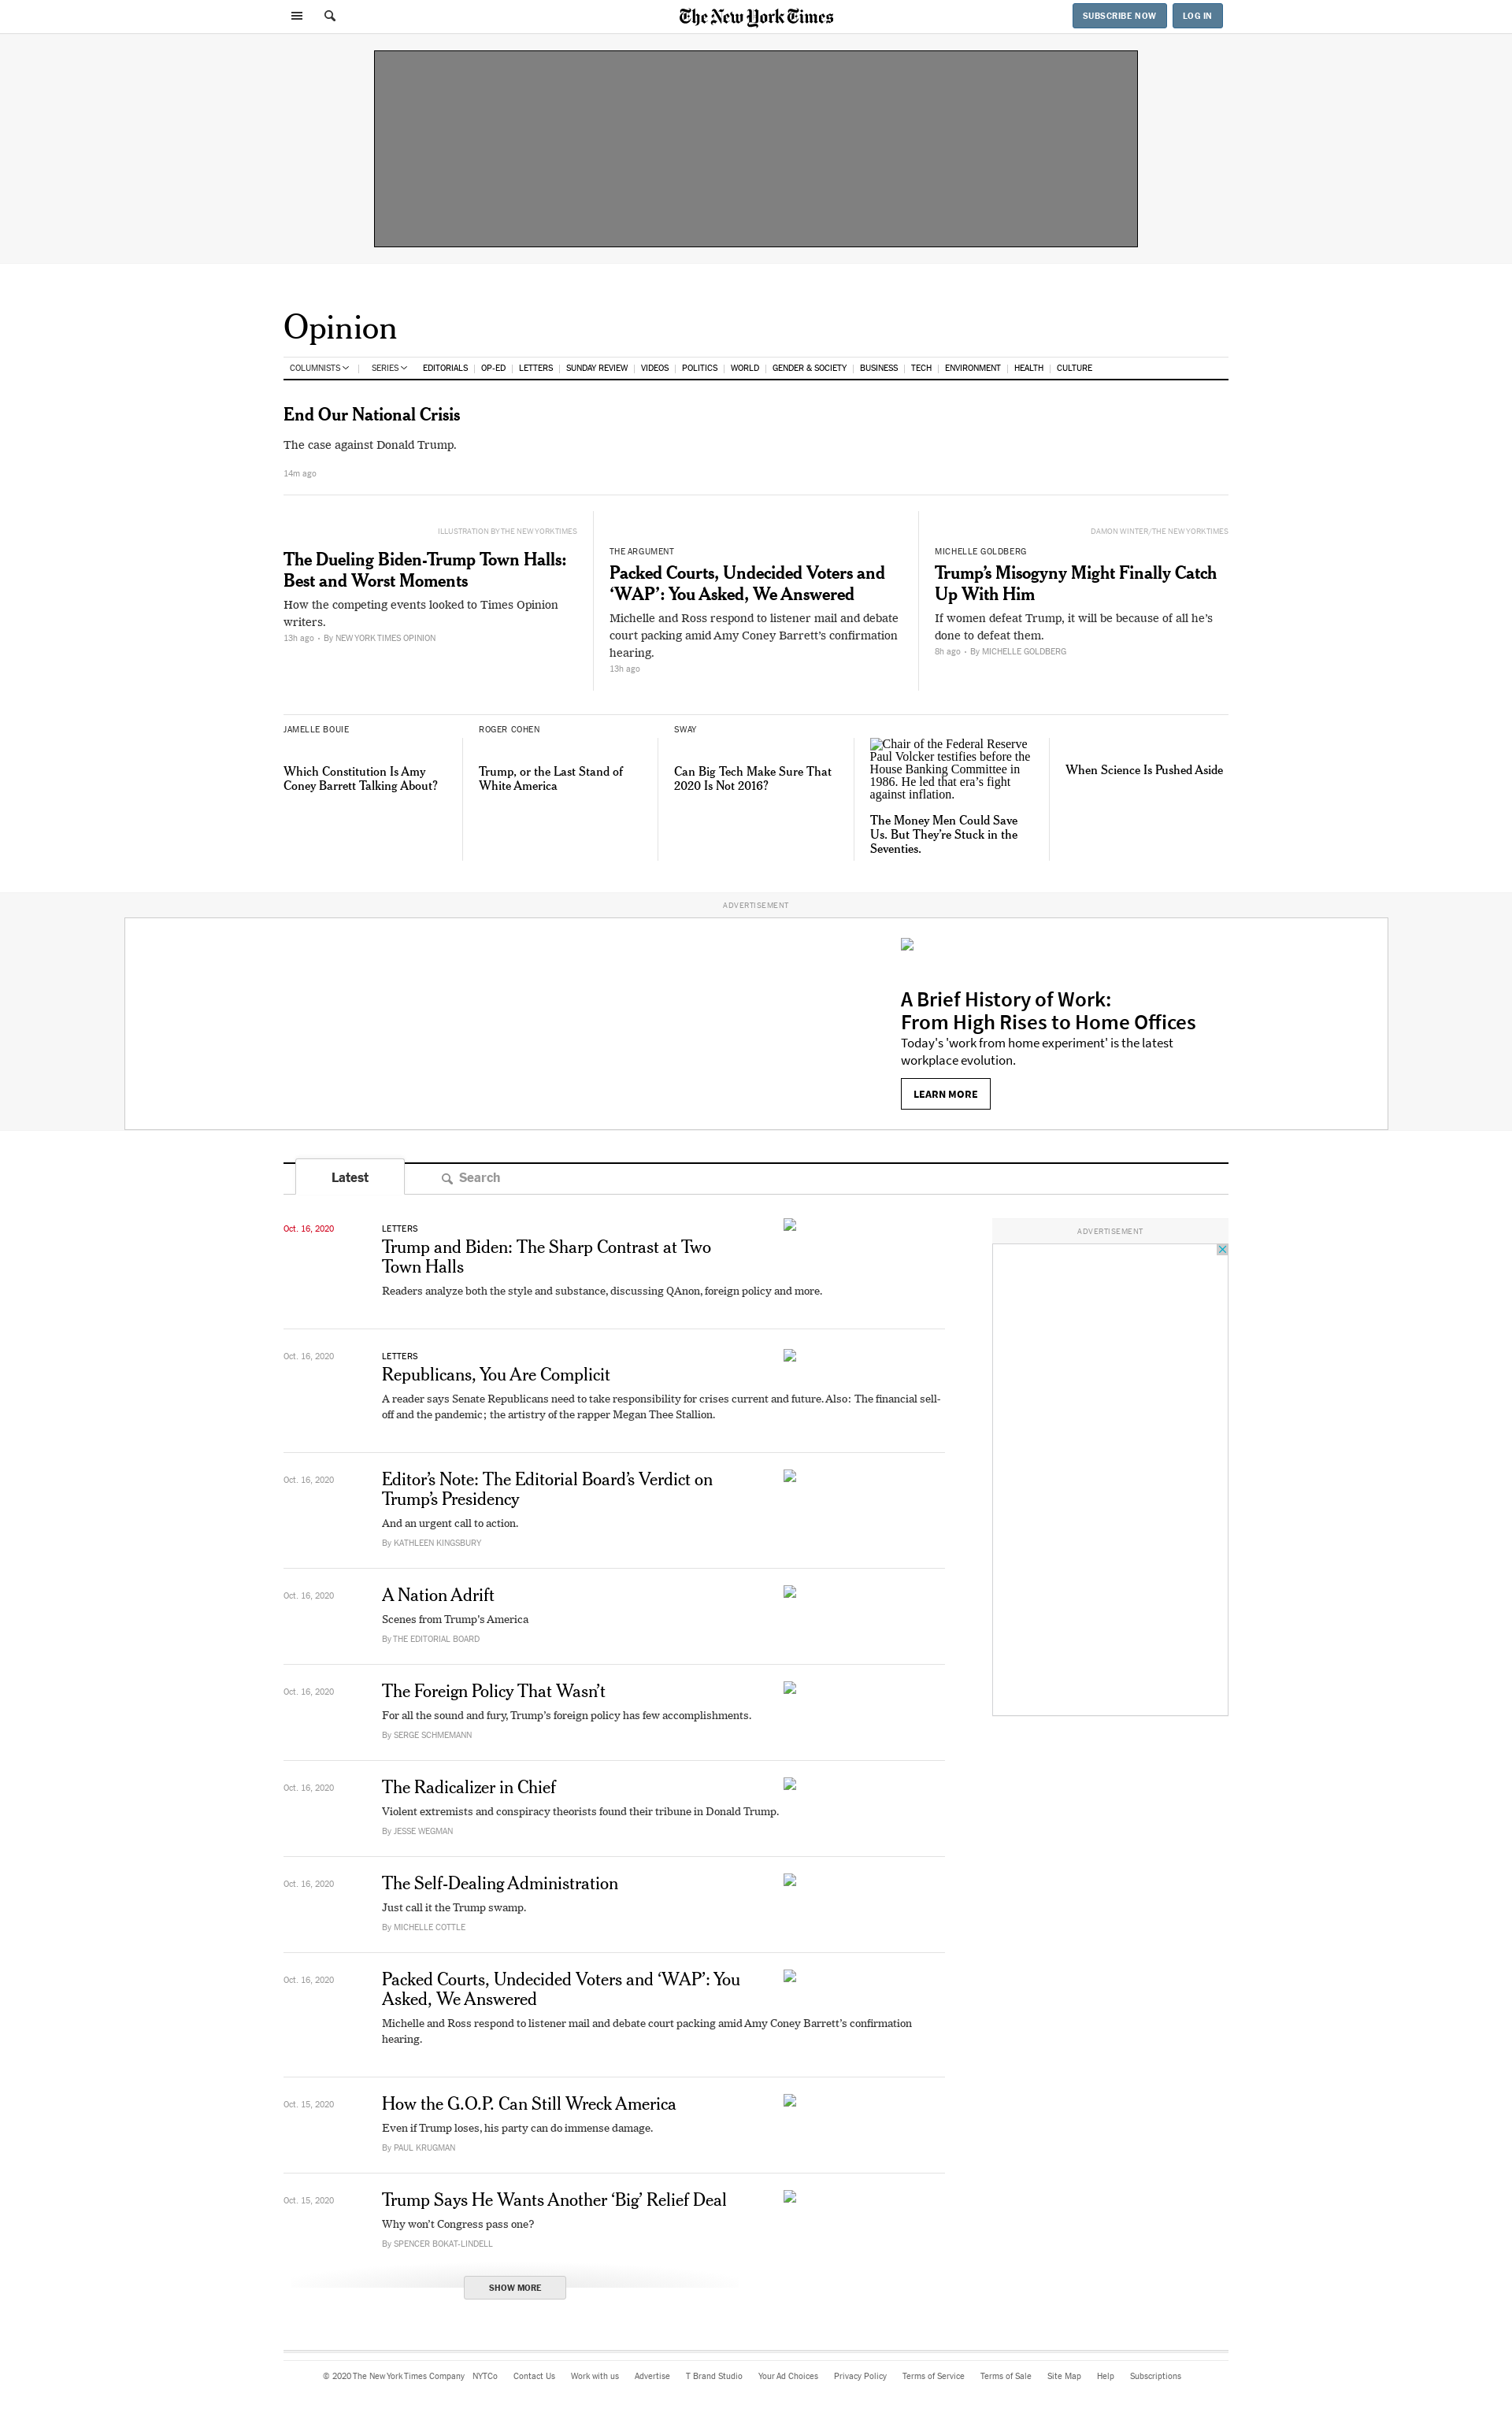 The New York Times
SUBSCRIBE NOW
LOG IN
Opinion
COLUMNISTS
SERIES
EDITORIALS
OP-ED
LETTERS
SUNDAY REVIEW
VIDEOS
POLITICS
WORLD
GENDER & SOCIETY
BUSINESS
TECH
ENVIRONMENT
HEALTH
CULTURE
End Our National Crisis
The case against Donald Trump.
14m ago
ILLUSTRATION BY THE NEW YORK TIMES
The Dueling Biden-Trump Town Halls:
Best and Worst Moments
How the competing events looked to Times Opinion
writers.
13h ago • By NEW YORK TIMES OPINION
THE ARGUMENT
Packed Courts, Undecided Voters and
‘WAP’: You Asked, We Answered
Michelle and Ross respond to listener mail and debate
court packing amid Amy Coney Barrett’s confirmation
hearing.
13h ago
DAMON WINTER/THE NEW YORK TIMES
MICHELLE GOLDBERG
Trump’s Misogyny Might Finally Catch
Up With Him
If women defeat Trump, it will be because of all he’s
done to defeat them.
8h ago • By MICHELLE GOLDBERG
JAMELLE BOUIE
Which Constitution Is Amy
Coney Barrett Talking About?
ROGER COHEN
Trump, or the Last Stand of
White America
SWAY
Can Big Tech Make Sure That
2020 Is Not 2016?
Chair of the Federal Reserve
Paul Volcker testifies before the
House Banking Committee in
1986. He led that era’s fight
against inflation.
The Money Men Could Save
Us. But They’re Stuck in the
Seventies.
When Science Is Pushed Aside
ADVERTISEMENT
A Brief History of Work:
From High Rises to Home Offices
Today's 'work from home experiment' is the latest
workplace evolution.
LEARN MORE
Latest
Search
Oct. 16, 2020
LETTERS
Trump and Biden: The Sharp Contrast at Two
Town Halls
Readers analyze both the style and substance, discussing QAnon, foreign policy and more.
ADVERTISEMENT
Oct. 16, 2020
LETTERS
Republicans, You Are Complicit
A reader says Senate Republicans need to take responsibility for crises current and future. Also: The financial sell-
off and the pandemic; the artistry of the rapper Megan Thee Stallion.
Oct. 16, 2020
Editor’s Note: The Editorial Board’s Verdict on
Trump’s Presidency
And an urgent call to action.
By KATHLEEN KINGSBURY
Oct. 16, 2020
A Nation Adrift
Scenes from Trump’s America
By THE EDITORIAL BOARD
Oct. 16, 2020
The Foreign Policy That Wasn’t
For all the sound and fury, Trump’s foreign policy has few accomplishments.
By SERGE SCHMEMANN
Oct. 16, 2020
The Radicalizer in Chief
Violent extremists and conspiracy theorists found their tribune in Donald Trump.
By JESSE WEGMAN
Oct. 16, 2020
The Self-Dealing Administration
Just call it the Trump swamp.
By MICHELLE COTTLE
Oct. 16, 2020
Packed Courts, Undecided Voters and ‘WAP’: You
Asked, We Answered
Michelle and Ross respond to listener mail and debate court packing amid Amy Coney Barrett’s confirmation
hearing.
Oct. 15, 2020
How the G.O.P. Can Still Wreck America
Even if Trump loses, his party can do immense damage.
By PAUL KRUGMAN
Oct. 15, 2020
Trump Says He Wants Another ‘Big’ Relief Deal
Why won’t Congress pass one?
By SPENCER BOKAT-LINDELL
SHOW MORE
© 2020 The New York Times Company NYTCo Contact Us Work with us Advertise T Brand Studio Your Ad Choices Privacy Policy Terms of Service Terms of Sale Site Map Help Subscriptions